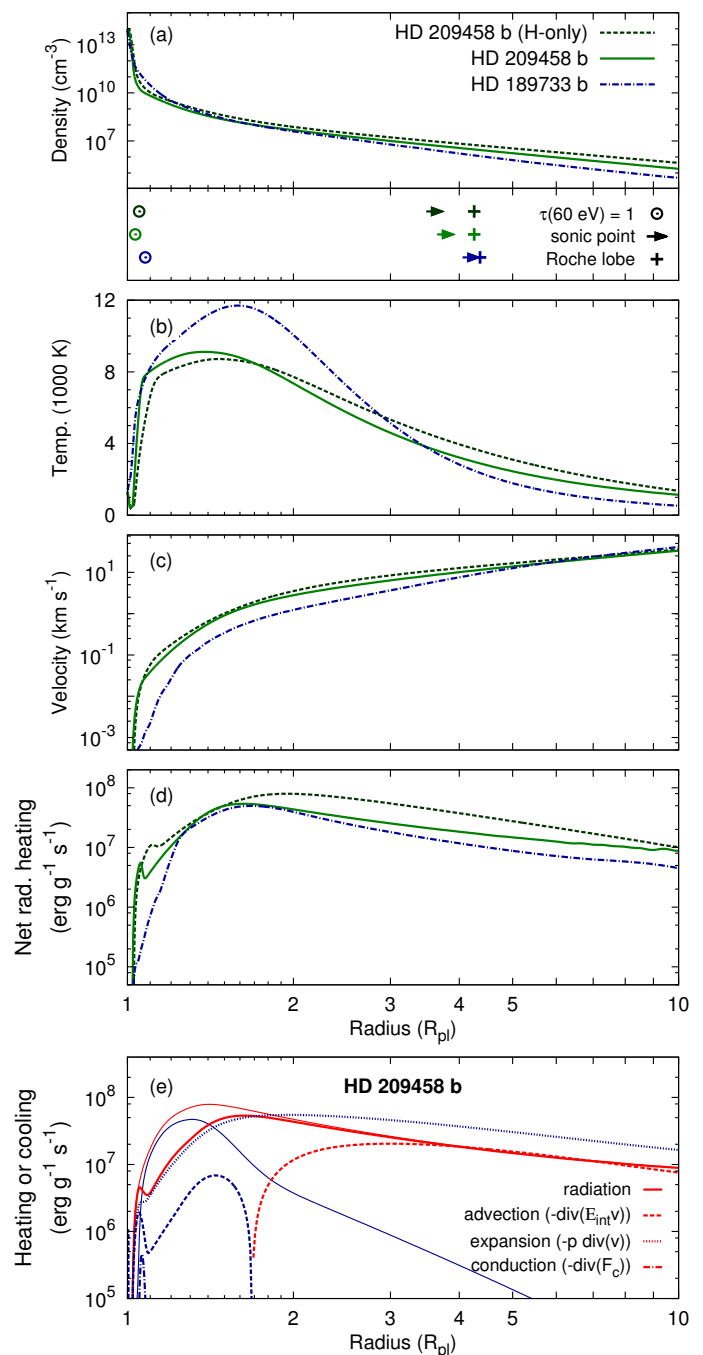 (a)
HD 209458 b (H-only)
HD 209458 b
HD 189733 b
Density (cm-3)
10^13
10^10
10^7
τ(60 eV) = 1
sonic point
Roche lobe
(b)
Temp. (1000 K)
12
8
4
0
(c)
Velocity (km s-1)
10^1
10^-1
10^-3
(d)
Net rad. heating
(erg g-1 s-1)
10^8
10^7
10^6
10^5
1 2 3 4 5 10
Radius (Rpl)
(e) HD 209458 b
Heating or cooling
(erg g-1 s-1)
10^8
10^7
10^6
10^5
radiation
advection (-div(Eintv))
expansion (-p div(v))
conduction (-div(Fc))
1 2 3 4 5 10
Radius (Rpl)